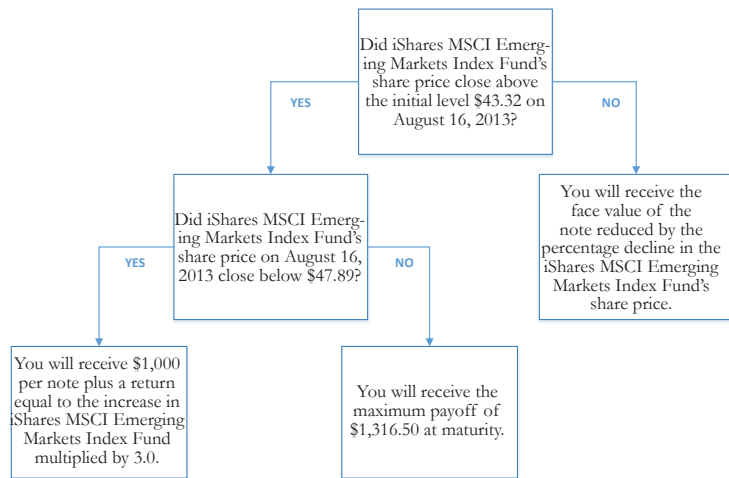 Did iShares MSCI Emerg-
ing Markets Index Fund's
share price close above
the initial level $43.32 on
August 16, 2013?
YES
NO
Did iShares MSCI Emerg-
ing Markets Index Fund's
share price on August 16,
2013 close below $47.89?
You will receive the
face value of the
note reduced by the
percentage decline in the
iShares MSCI Emerging
Markets Index Fund's
share price.
YES
NO
You will receive $1,000
per note plus a return
equal to the increase in
iShares MSCI Emerging
Markets Index Fund
multiplied by 3.0.
You will receive the
maximum payoff of
$1,316.50 at maturity.